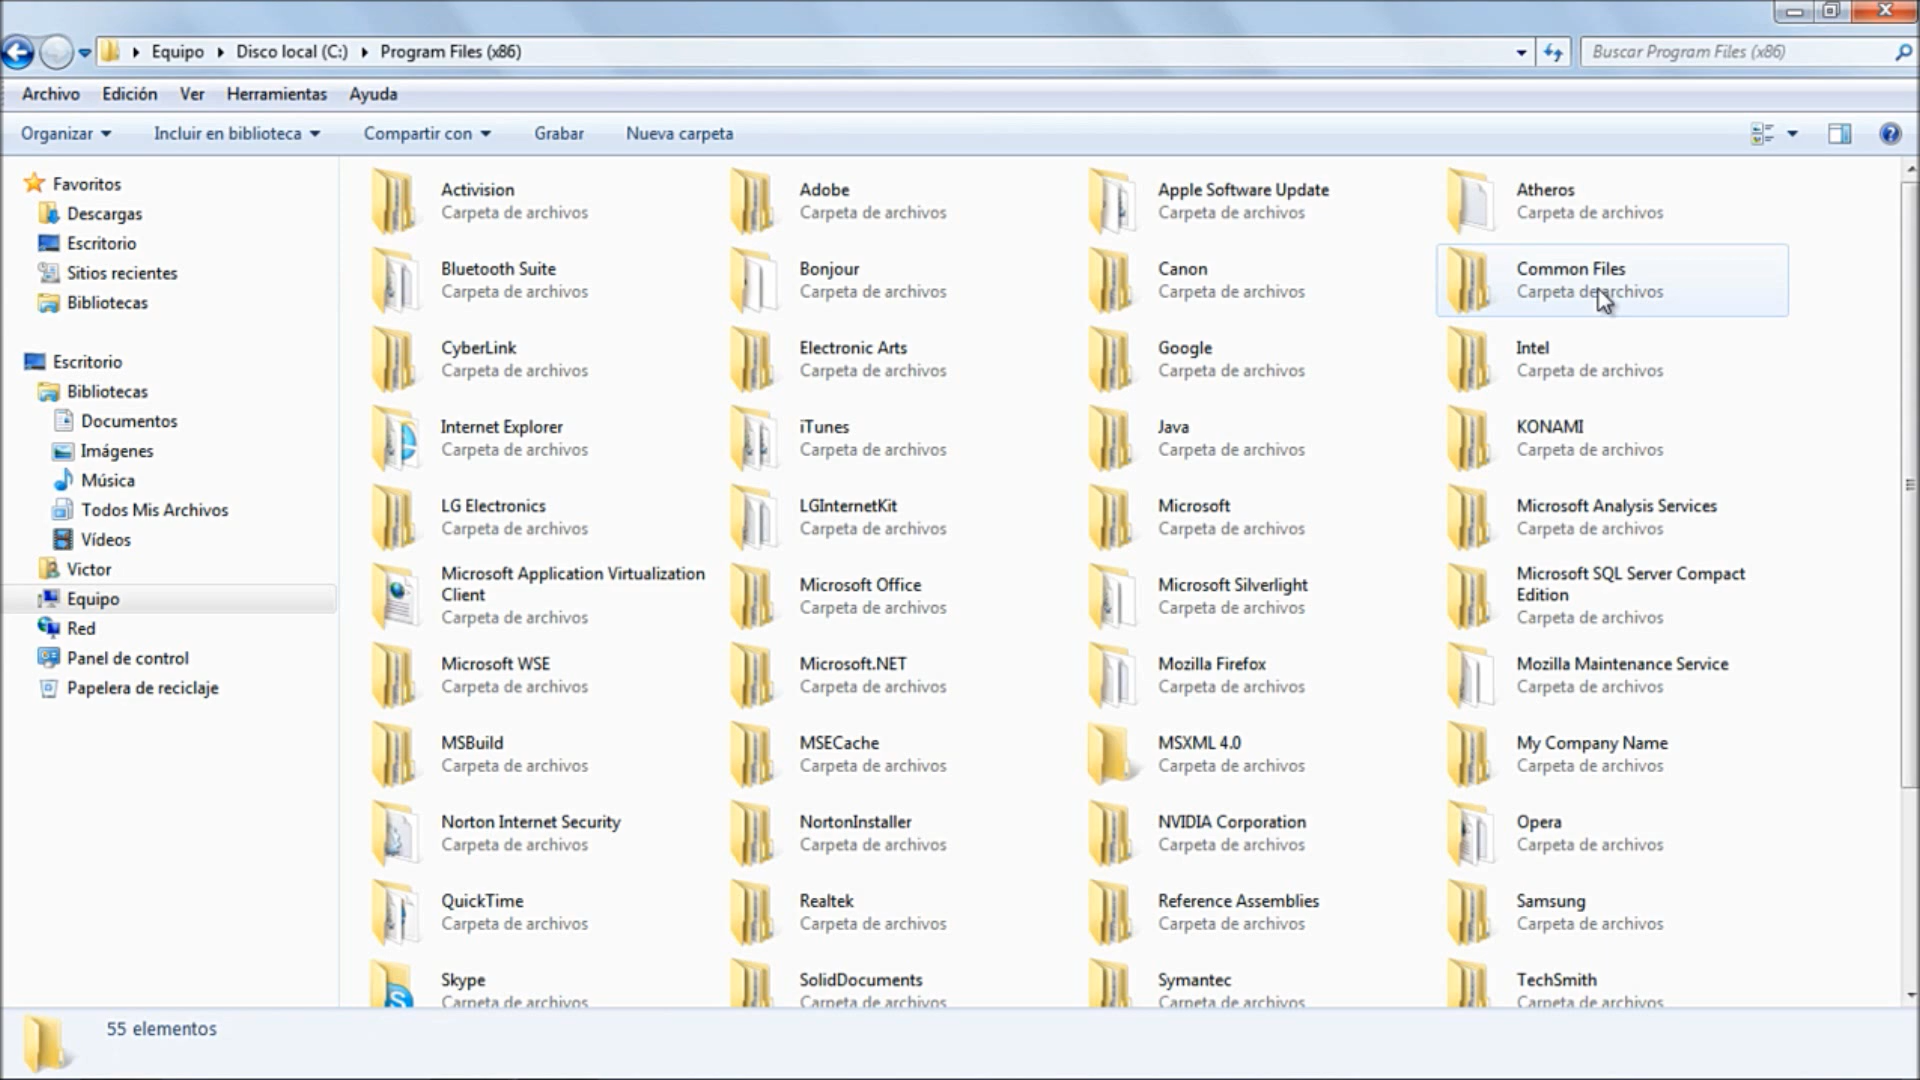 Equipo Disco local (C:) Program Files (x86) Buscar Program Files (x86)
Archivo Edición Ver Herramientas Ayuda
Organizar Incluir en biblioteca Compartir con Grabar Nueva carpeta
Favoritos
Descargas
Escritorio
Sitios recientes
Bibliotecas
Escritorio
Bibliotecas
Documentos
Imágenes
Música
Todos Mis Archivos
Vídeos
Victor
Equipo
Red
Panel de control
Papelera de reciclaje
Activision
Carpeta de archivos
Adobe
Carpeta de archivos
Apple Software Update
Carpeta de archivos
Atheros
Carpeta de archivos
Bluetooth Suite
Carpeta de archivos
Bonjour
Carpeta de archivos
Canon
Carpeta de archivos
Common Files
Carpeta de archivos
CyberLink
Carpeta de archivos
Electronic Arts
Carpeta de archivos
Google
Carpeta de archivos
Intel
Carpeta de archivos
Internet Explorer
Carpeta de archivos
iTunes
Carpeta de archivos
Java
Carpeta de archivos
KONAMI
Carpeta de archivos
LG Electronics
Carpeta de archivos
LGInternetKit
Carpeta de archivos
Microsoft
Carpeta de archivos
Microsoft Analysis Services
Carpeta de archivos
Microsoft Application Virtualization
Client
Carpeta de archivos
Microsoft Office
Carpeta de archivos
Microsoft Silverlight
Carpeta de archivos
Microsoft SQL Server Compact
Edition
Carpeta de archivos
Microsoft WSE
Carpeta de archivos
Microsoft.NET
Carpeta de archivos
Mozilla Firefox
Carpeta de archivos
Mozilla Maintenance Service
Carpeta de archivos
MSBuild
Carpeta de archivos
MSECache
Carpeta de archivos
MSXML 4.0
Carpeta de archivos
My Company Name
Carpeta de archivos
Norton Internet Security
Carpeta de archivos
NortonInstaller
Carpeta de archivos
NVIDIA Corporation
Carpeta de archivos
Opera
Carpeta de archivos
QuickTime
Carpeta de archivos
Realtek
Carpeta de archivos
Reference Assemblies
Carpeta de archivos
Samsung
Carpeta de archivos
Skype
Carpeta de archivos
SolidDocuments
Carpeta de archivos
Symantec
Carpeta de archivos
TechSmith
Carpeta de archivos
55 elementos